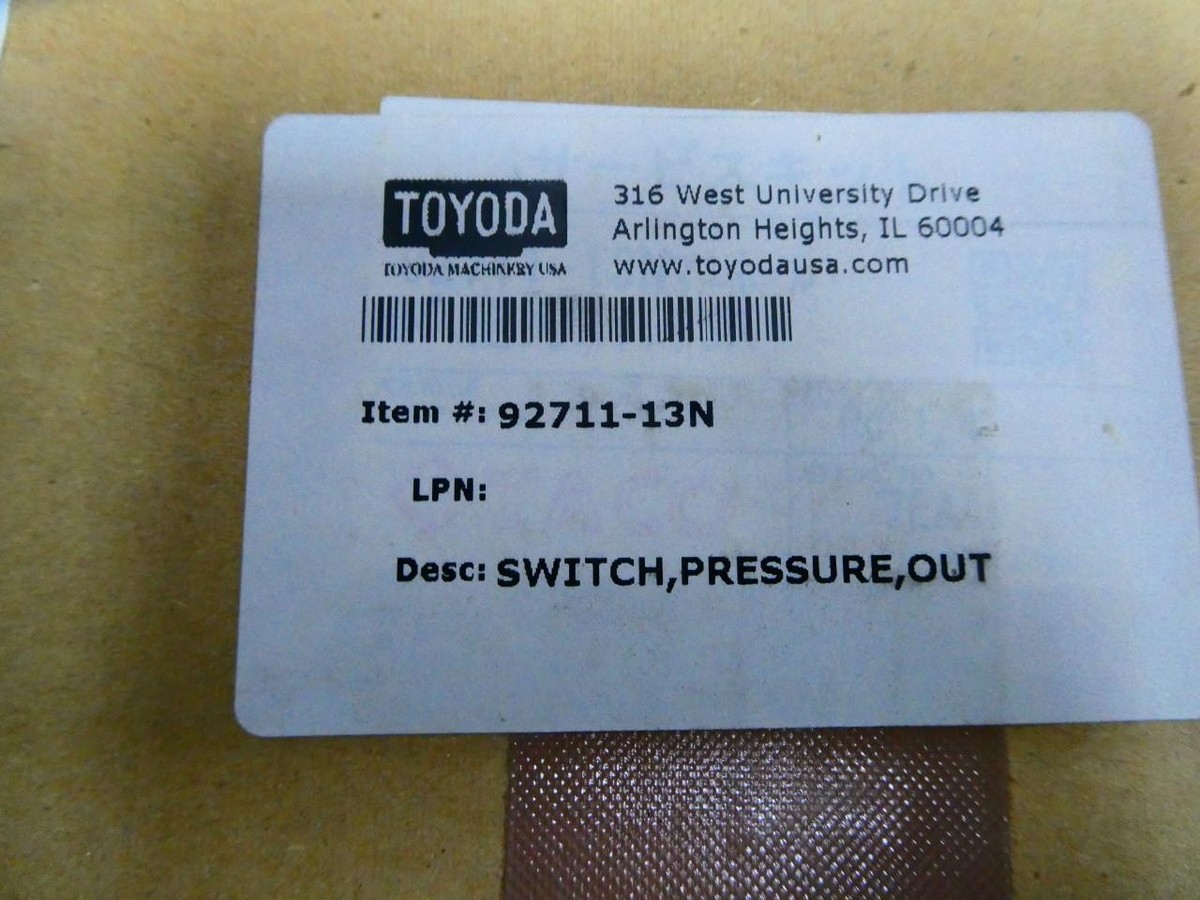 TOYODA
TOYODA MACHINERY USA
316 West University Drive
Arlington Heights, IL 60004
www.toyodausa.com
Item #: 92711-13N
LPN:
Desc: SWITCH,PRESSURE,OUT